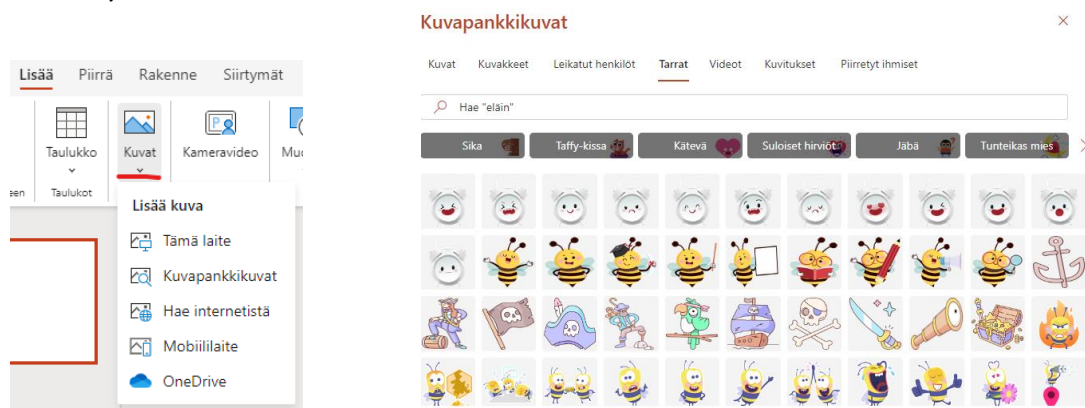 Lisää Piirrä Rakenne Siirtymät
Taulukko Kuvat Kameravideo
Taulukot
Lisää kuva
Tämä laite
Kuvapankkikuvat
Hae internetistä
Mobiililaite
OneDrive
Kuvapankkikuvat
Kuvat Kuvakkeet Leikatut henkilöt Tarrat Videot Kuvitukset Piirretyt ihmiset
Hae "eläin"
Sika Taffy-kissa Kätevä Suloiset hirviöt Jäbä Tunteikas mies